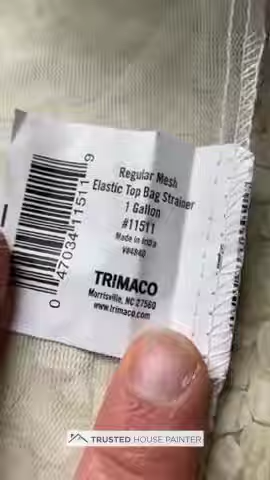 Regular Mesh
Elastic Top Bag Strainer
1 Gallon
#11511
Made in India
V#4840
TRIMACO
Morrisville, NC 27560
www.trimaco.com
0 47034 11511 9
TRUSTED HOUSE PAINTER